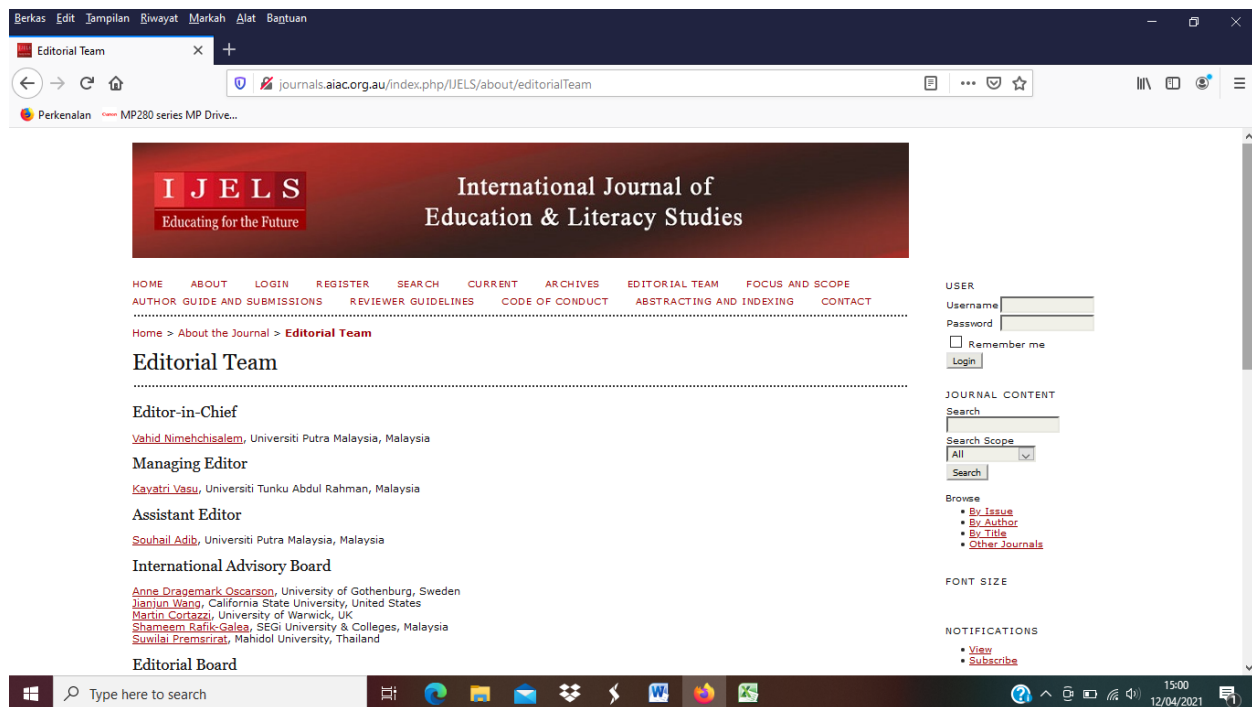 Berkas Edit Tampilan Riwayat Markah Alat Bantuan
Editorial Team
journals.aiac.org.au/index.php/IJELS/about/editorialTeam
Perkenalan Canon MP280 series MP Drive...
I J E L S
Educating for the Future
International Journal of
Education & Literacy Studies
HOME ABOUT LOGIN REGISTER SEARCH CURRENT ARCHIVES EDITORIAL TEAM FOCUS AND SCOPE
AUTHOR GUIDE AND SUBMISSIONS REVIEWER GUIDELINES CODE OF CONDUCT ABSTRACTING AND INDEXING CONTACT
Home > About the Journal > Editorial Team
Editorial Team
Editor-in-Chief
Vahid Nimehchisalem, Universiti Putra Malaysia, Malaysia
Managing Editor
Kayatri Vasu, Universiti Tunku Abdul Rahman, Malaysia
Assistant Editor
Souhail Adib, Universiti Putra Malaysia, Malaysia
International Advisory Board
Anne Dragemark Oscarson, University of Gothenburg, Sweden
Jianjun Wang, California State University, United States
Martin Cortazzi, University of Warwick, UK
Shameem Rafik-Galea, SEGi University & Colleges, Malaysia
Suwilai Premsrirat, Mahidol University, Thailand
Editorial Board
USER
Username
Password
Remember me
Login
JOURNAL CONTENT
Search
Search Scope
All
Search
Browse
By Issue
By Author
By Title
Other Journals
FONT SIZE
NOTIFICATIONS
View
Subscribe
Type here to search
15:00
12/04/2021
1